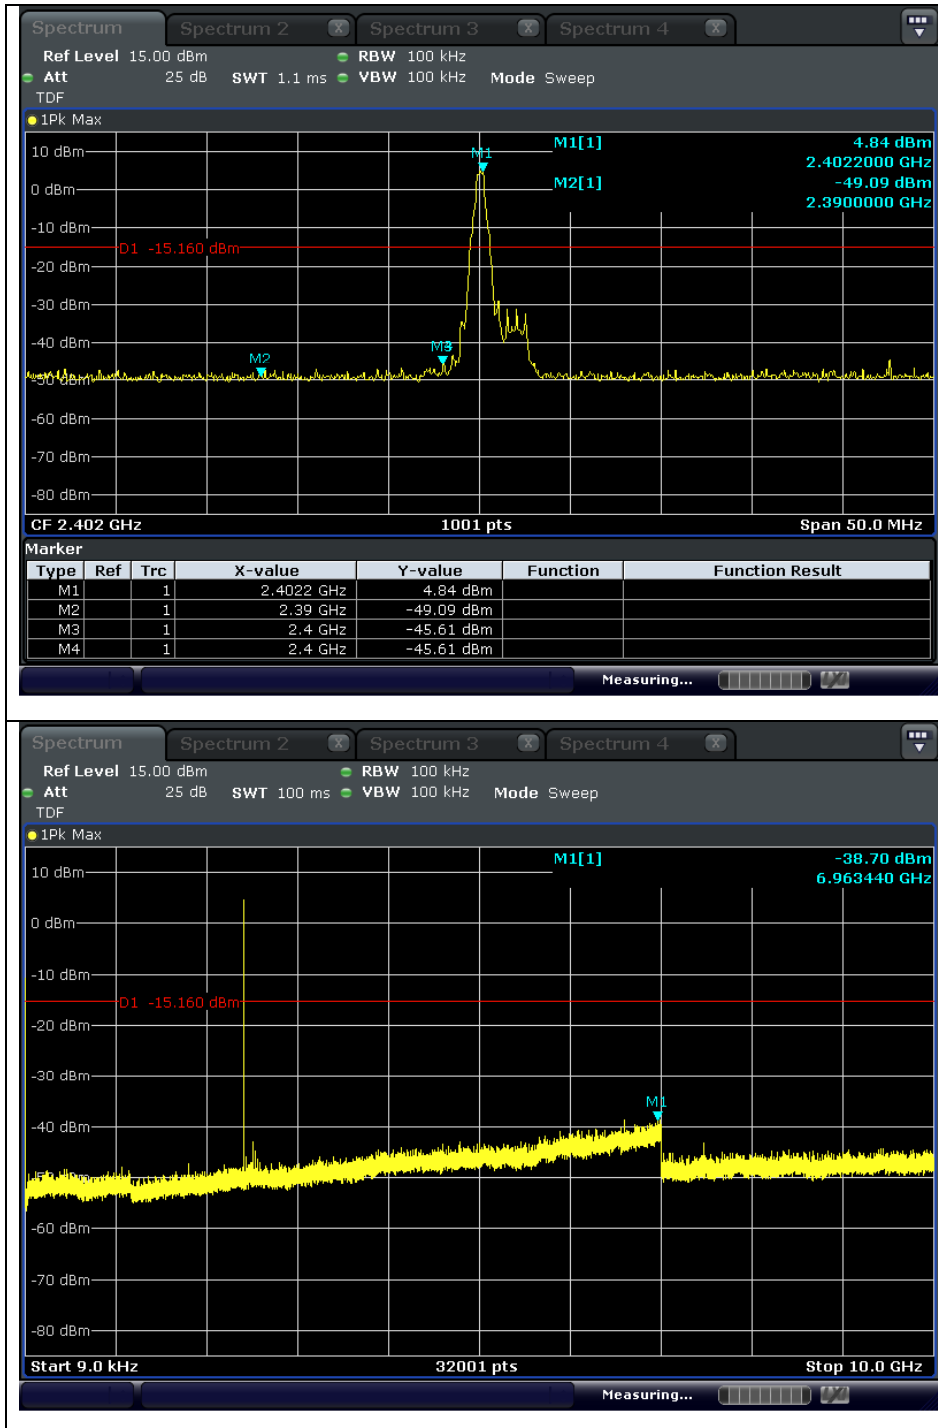 Spectrum Spectrum 2 X Spectrum 3 X Spectrum 4 X
Ref Level 15.00 dBm RBW 100 kHz
Att 25 dB SWT 1.1 ms VBW 100 kHz Mode Sweep
TDF
1Pk Max
M1[1] 4.84 dBm
2.4022000 GHz
M2[1] -49.09 dBm
2.3900000 GHz
10 dBm
M1
0 dBm
-10 dBm
D1 -15.160 dBm
-20 dBm
-30 dBm
-40 dBm
M2
-50 dBm
-60 dBm
-70 dBm
-80 dBm
CF 2.402 GHz 1001 pts Span 50.0 MHz
Marker
Type Ref Trc X-value Y-value Function Function Result
M1 1 2.4022 GHz 4.84 dBm
M2 1 2.39 GHz -49.09 dBm
M3 1 2.4 GHz -45.61 dBm
M4 1 2.4 GHz -45.61 dBm
Measuring...
Spectrum Spectrum 2 X Spectrum 3 X Spectrum 4 X
Ref Level 15.00 dBm RBW 100 kHz
Att 25 dB SWT 100 ms VBW 100 kHz Mode Sweep
TDF
1Pk Max
M1[1] -38.70 dBm
6.963440 GHz
10 dBm
0 dBm
-10 dBm
D1 -15.160 dBm
-20 dBm
-30 dBm
M1
-40 dBm
-60 dBm
-70 dBm
-80 dBm
Start 9.0 kHz 32001 pts Stop 10.0 GHz
Measuring...